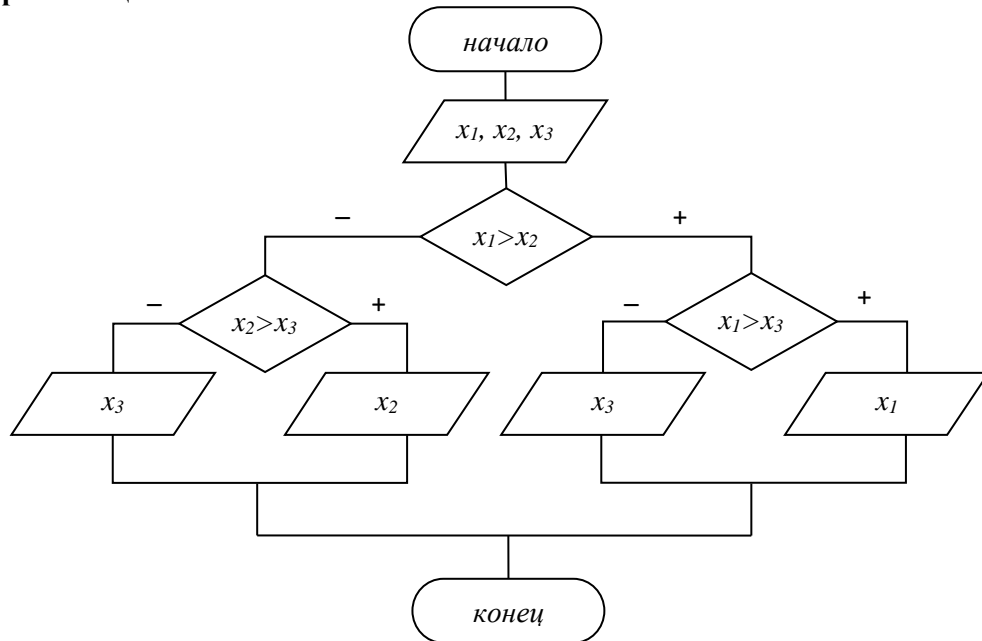 начало
x1, x2, x3
– +
x1>x2
– + – +
x2>x3 x1>x3
x3 x2 x3 x1
конец